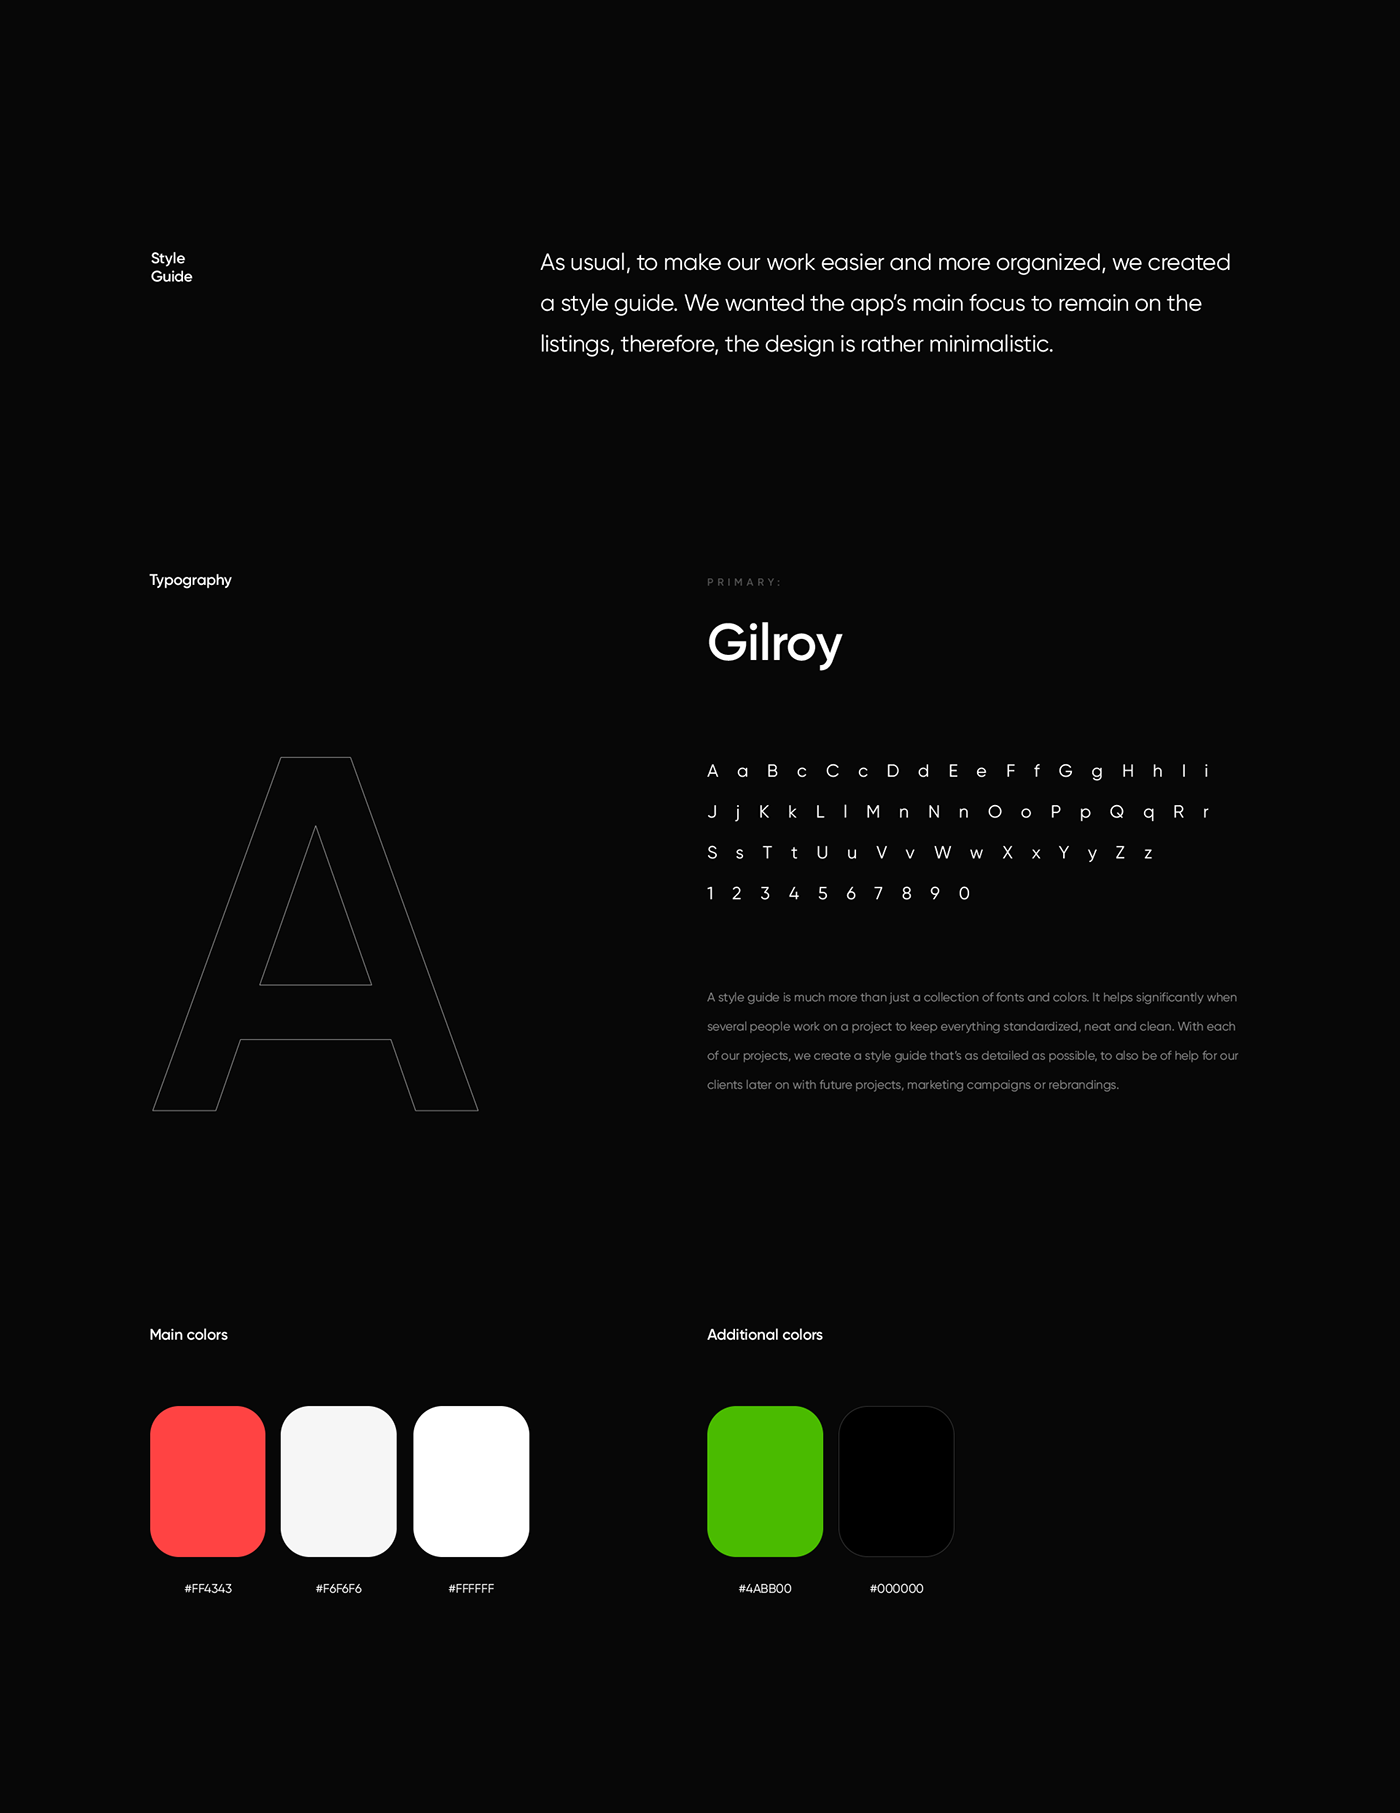 Style
Guide
As usual, to make our work easier and more organized, we created
a style guide. We wanted the app’s main focus to remain on the
listings, therefore, the design is rather minimalistic.
Typography
PRIMARY:
Gilroy
A
A a B c C c D d E e F f G g H h I i
J j K k L l M n N n O o P p Q q R r
S s T t U u V v W w X x Y y Z z
1 2 3 4 5 6 7 8 9 0
A style guide is much more than just a collection of fonts and colors. It helps significantly when
several people work on a project to keep everything standardized, neat and clean. With each
of our projects, we create a style guide that’s as detailed as possible, to also be of help for our
clients later on with future projects, marketing campaigns or rebrandings.
Main colors
#FF4343
#F6F6F6
#FFFFFF
Additional colors
#4ABB00
#000000